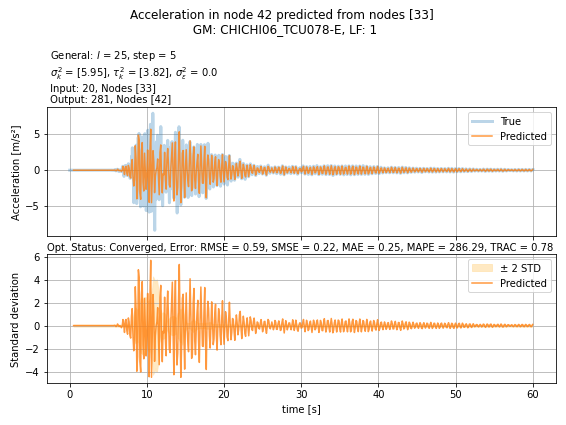 Acceleration in node 42 predicted from nodes [33]
GM: CHICHI06_TCU078-E, LF: 1
General: l = 25, step = 5
σ²ₖ = [5.95], τ²ₖ = [3.82], σ²ε = 0.0
Input: 20, Nodes [33]
Output: 281, Nodes [42]
True
Predicted
Acceleration [m/s²]
5
0
−5
Opt. Status: Converged, Error: RMSE = 0.59, SMSE = 0.22, MAE = 0.25, MAPE = 286.29, TRAC = 0.78
± 2 STD
Predicted
Standard deviation
6
4
2
0
−2
−4
0 10 20 30 40 50 60
time [s]